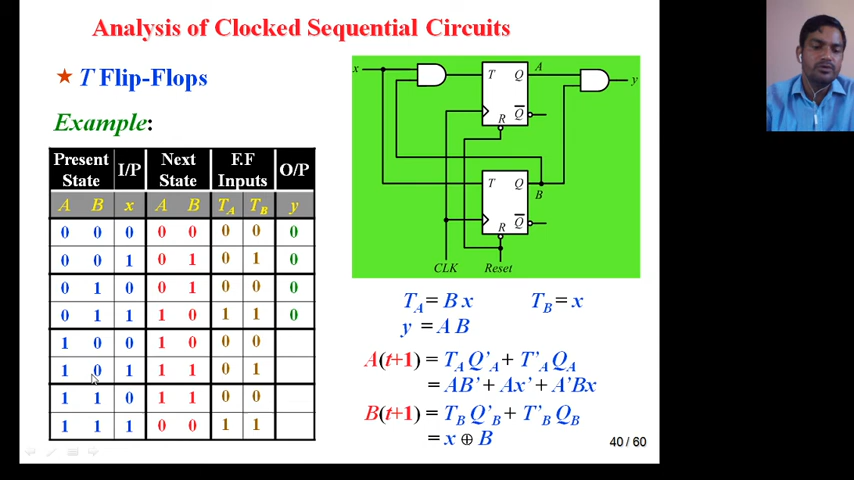 Analysis of Clocked Sequential Circuits
★ T Flip-Flops
Example:
Present State I/P Next State F.F Inputs O/P
A B x A B T_A T_B y
0 0 0 0 0 0 0 0
0 0 1 0 1 0 1 0
0 1 0 0 1 0 0 0
0 1 1 1 0 1 1 0
1 0 0 1 0 0 0
1 0 1 1 1 0 1
1 1 0 1 1 0 0
1 1 1 0 0 1 1
x
T Q A
R Q̅
y
T Q B
R Q̅
CLK Reset
T_A = B x T_B = x
y = A B
A(t+1) = T_A Q'_A + T'_A Q_A
= AB' + Ax' + A'Bx
B(t+1) = T_B Q'_B + T'_B Q_B
= x ⊕ B
40 / 60